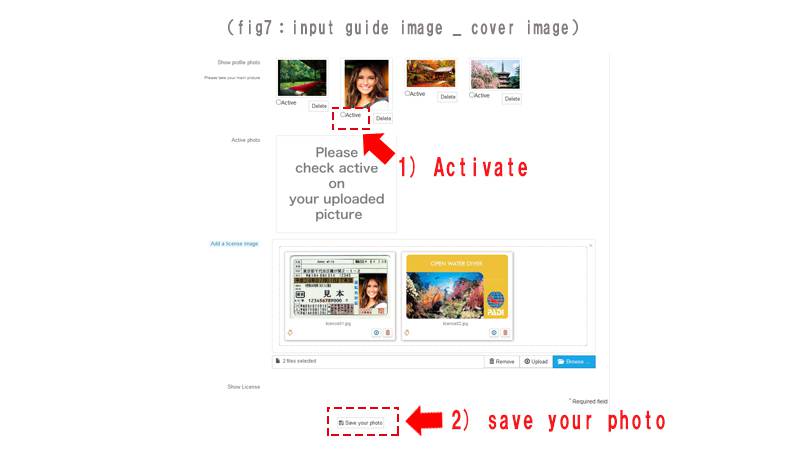 （fig7：input guide image _ cover image）
Show profile photo
Please take your main picture
Active
Delete
Active
Delete
Active
Delete
Active
Delete
Active photo
Please
check active
on
your uploaded
picture
1) Activate
Add a license image
×
見本
123456789000
OPEN WATER DIVER
PADI
licence01.jpg
licence02.jpg
2 files selected
Remove
Upload
Browse ...
Show License
* Required field
Save your photo
2) save your photo